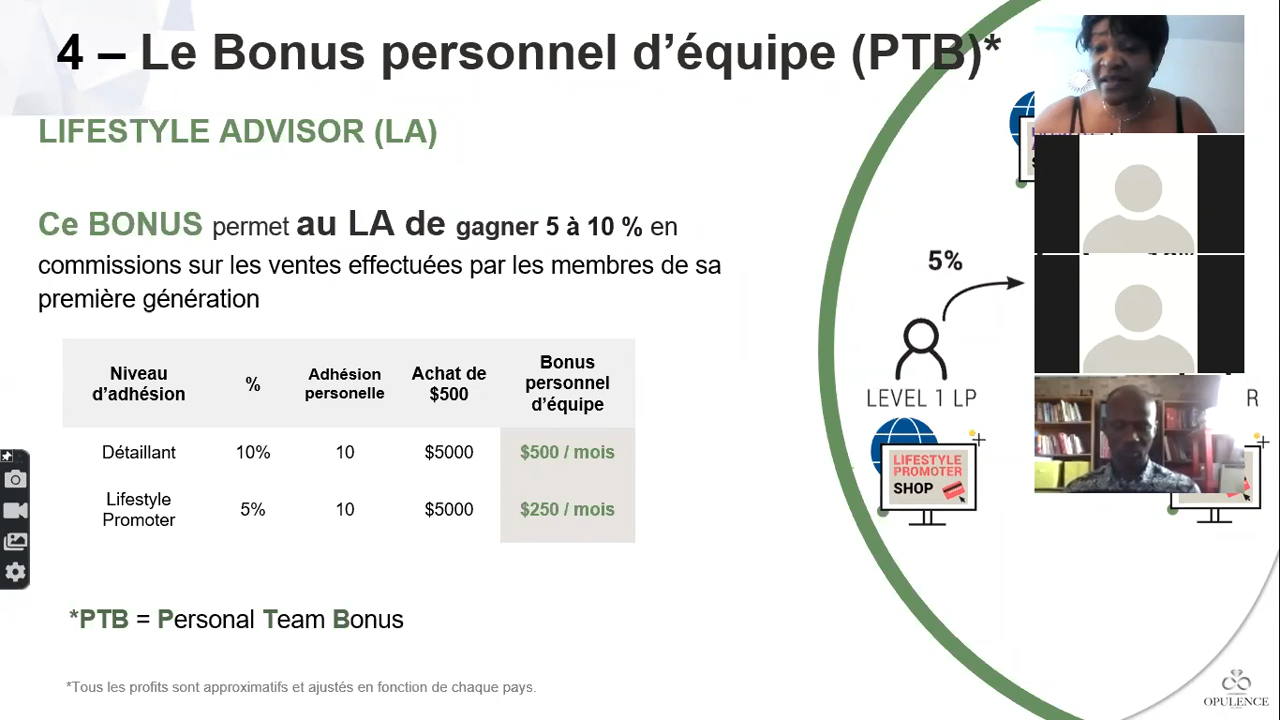 4 – Le Bonus personnel d’équipe (PTB)*
LIFESTYLE ADVISOR (LA)
Ce BONUS permet au LA de gagner 5 à 10 % en
commissions sur les ventes effectuées par les membres de sa
première génération
Niveau d’adhésion % Adhésion personelle Achat de $500 Bonus personnel d’équipe
Détaillant 10% 10 $5000 $500 / mois
Lifestyle Promoter 5% 10 $5000 $250 / mois
*PTB = Personal Team Bonus
*Tous les profits sont approximatifs et ajustés en fonction de chaque pays.
5%
LEVEL 1 LP
R
LIFESTYLE
PROMOTER
SHOP
OPULENCE